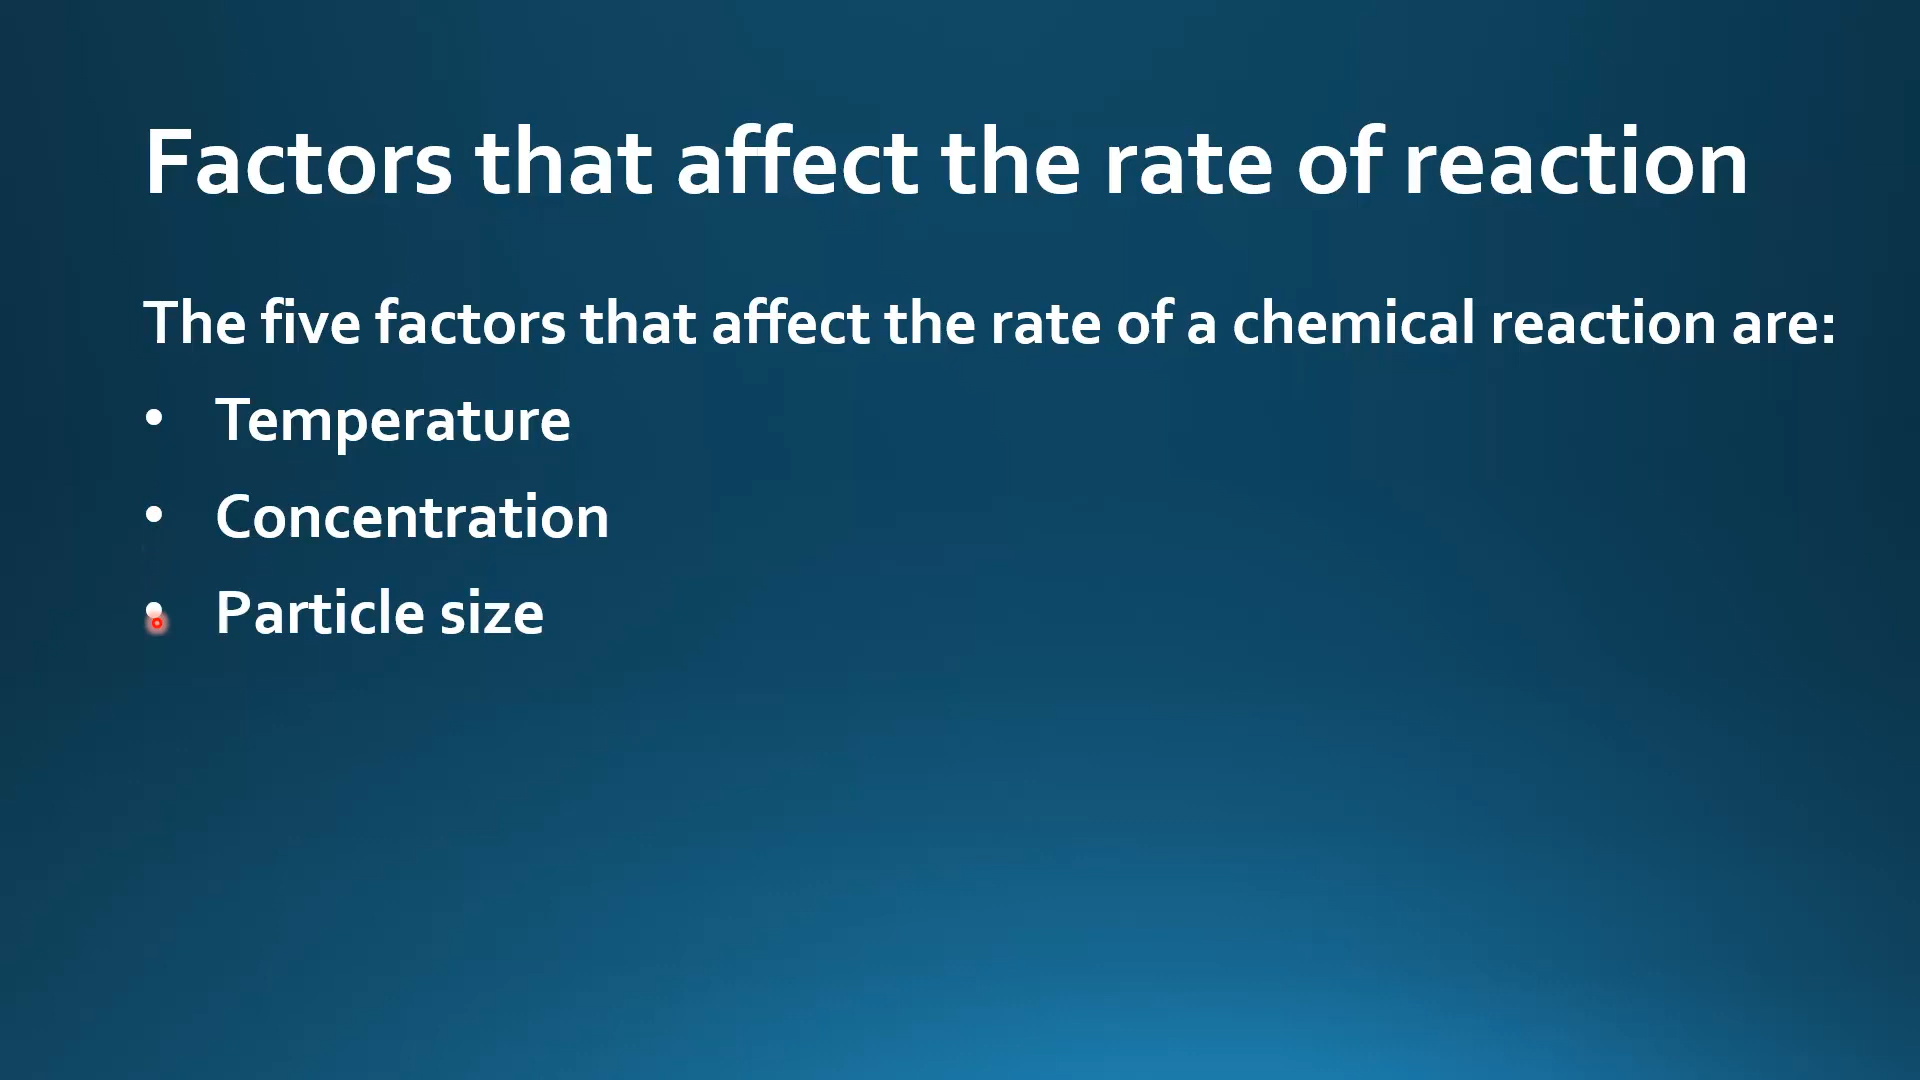 Factors that affect the rate of reaction
The five factors that affect the rate of a chemical reaction are:
• Temperature
• Concentration
• Particle size